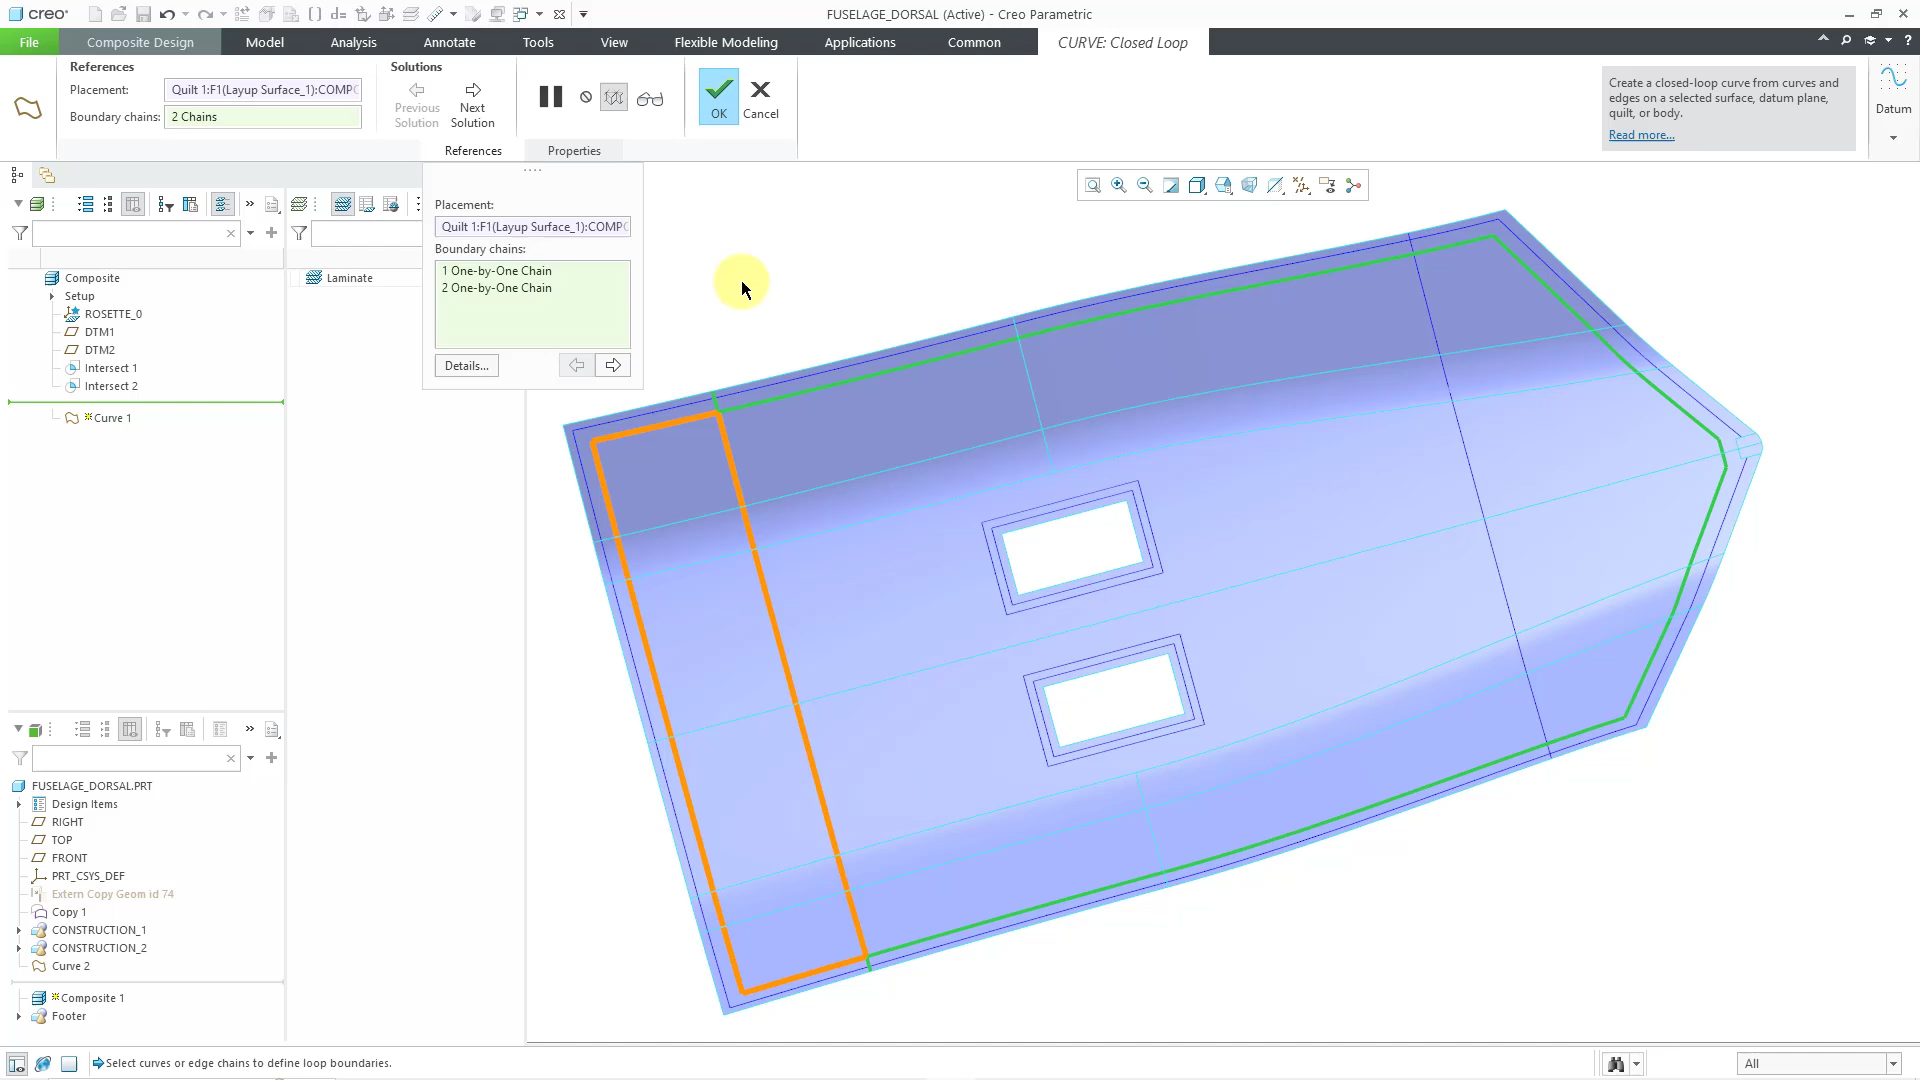 creo
FUSELAGE_DORSAL (Active) - Creo Parametric
File
Composite Design
Model
Analysis
Annotate
Tools
View
Flexible Modeling
Applications
Common
CURVE: Closed Loop
References
Placement:
Quilt 1:F1(Layup Surface_1):COMPO
Boundary chains:
2 Chains
Solutions
Previous Solution
Next Solution
OK
Cancel
References
Properties
Create a closed-loop curve from curves and
edges on a selected surface, datum plane,
quilt, or body.
Read more...
Datum
Placement:
Quilt 1:F1(Layup Surface_1):COMPO
Boundary chains:
1 One-by-One Chain
2 One-by-One Chain
Details...
Composite
Setup
ROSETTE_0
DTM1
DTM2
Intersect 1
Intersect 2
Curve 1
Laminate
FUSELAGE_DORSAL.PRT
Design Items
RIGHT
TOP
FRONT
PRT_CSYS_DEF
Extern Copy Geom id 74
Copy 1
CONSTRUCTION_1
CONSTRUCTION_2
Curve 2
Composite 1
Footer
Select curves or edge chains to define loop boundaries.
All